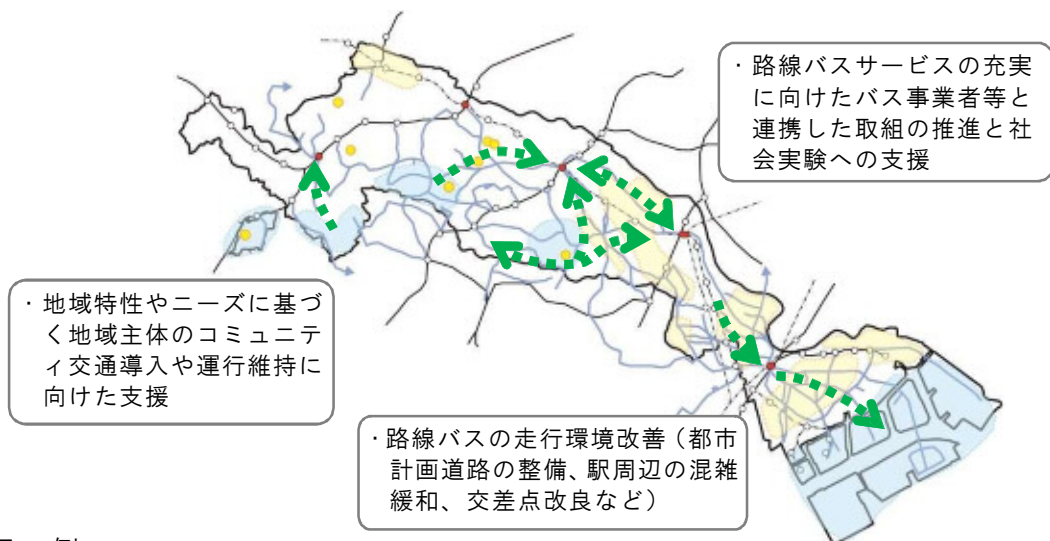 ・路線バスサービスの充実
に向けたバス事業者等と
連携した取組の推進と社
会実験への支援
・地域特性やニーズに基づ
く地域主体のコミュニテ
ィ交通導入や運行維持に
向けた支援
・路線バスの走行環境改善（都市
計画道路の整備、駅周辺の混雑
緩和、交差点改良など）